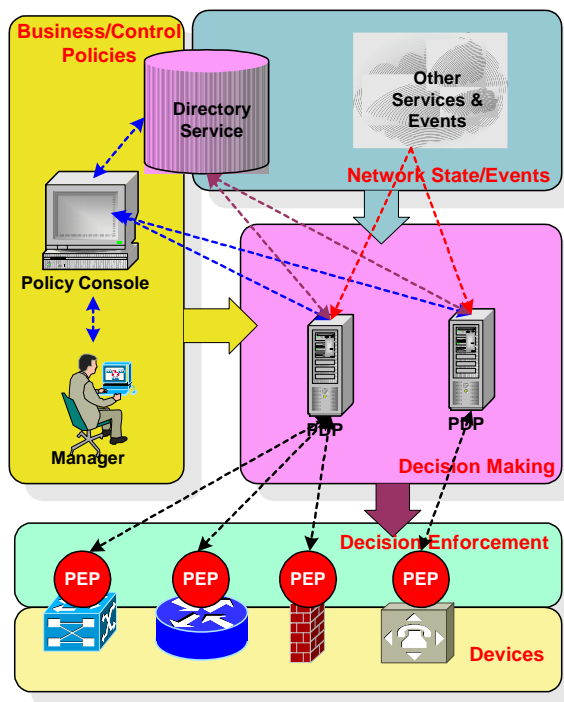 Business/Control
Policies
Directory
Service
Other
Services &
Events
Network State/Events
Policy Console
Manager
PDP
PDP
Decision Making
Decision Enforcement
PEP
PEP
PEP
PEP
Devices